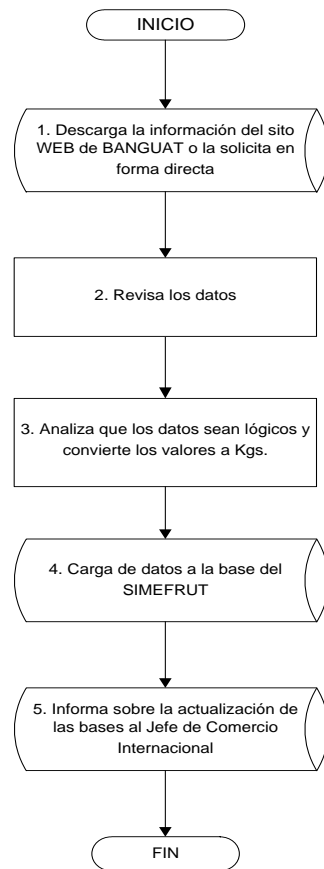 INICIO
1. Descarga la información del sito
WEB de BANGUAT o la solicita en
forma directa
2. Revisa los datos
3. Analiza que los datos sean lógicos y
convierte los valores a Kgs.
4. Carga de datos a la base del
SIMEFRUT
5. Informa sobre la actualización de
las bases al Jefe de Comercio
Internacional
FIN